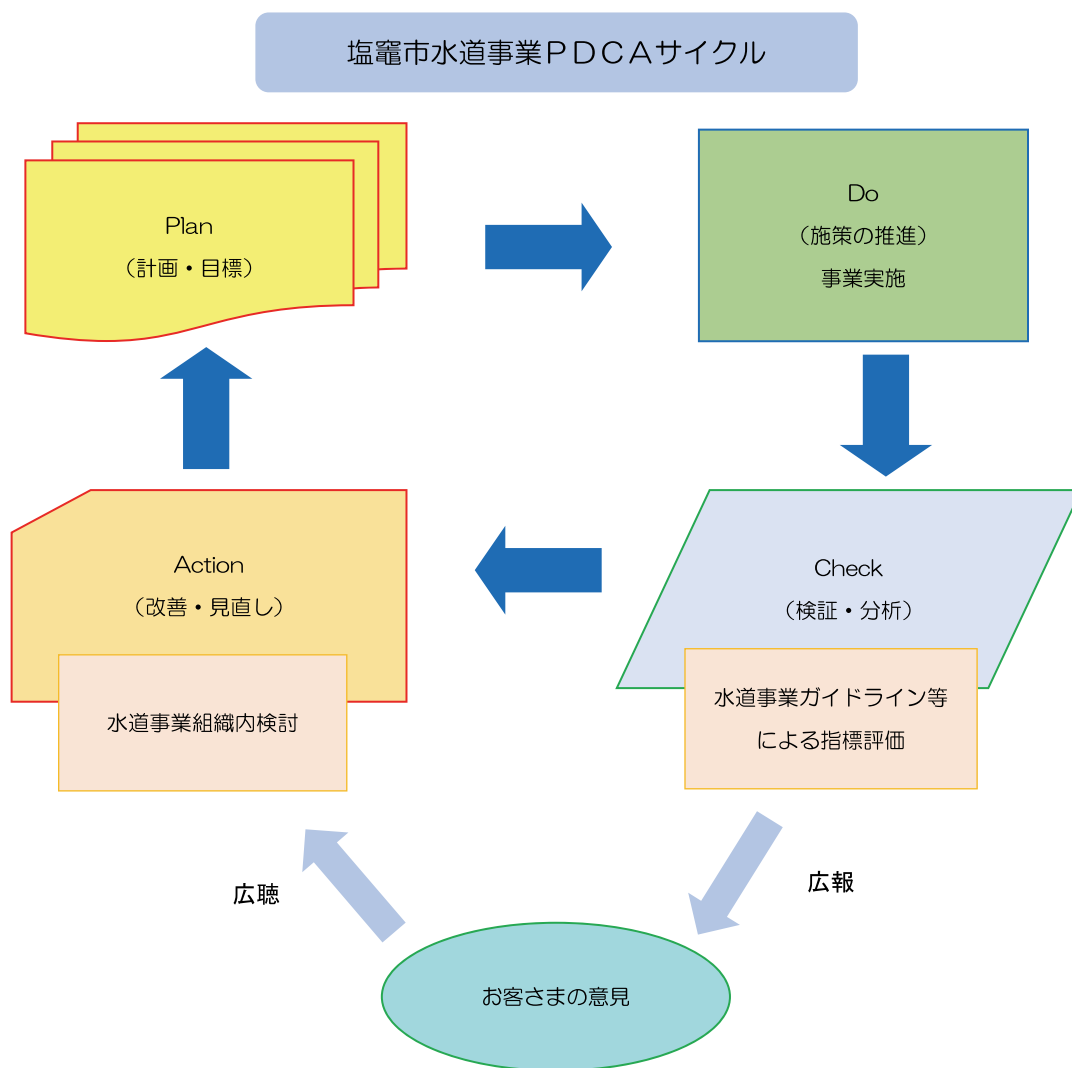 塩竈市水道事業ＰＤＣＡサイクル
Plan
（計画・目標）
Do
（施策の推進）
事業実施
Action
（改善・見直し）
水道事業組織内検討
Check
（検証・分析）
水道事業ガイドライン等
による指標評価
広聴
広報
お客さまの意見